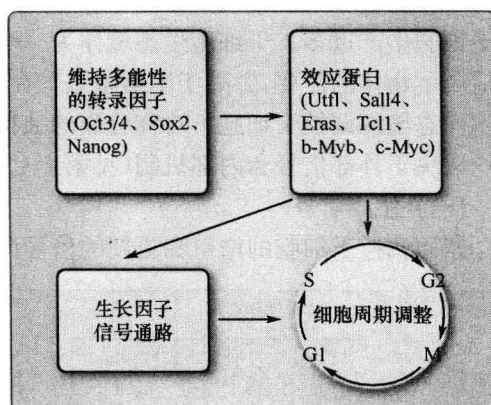 维持多能性
的转录因子
(Oct3/4、Sox2、
Nanog)
效应蛋白
(Utfl、Sall4、
Eras、Tcl1、
b-Myb、c-Myc)
生长因子
信号通路
S
G2
细胞周期调整
G1
M